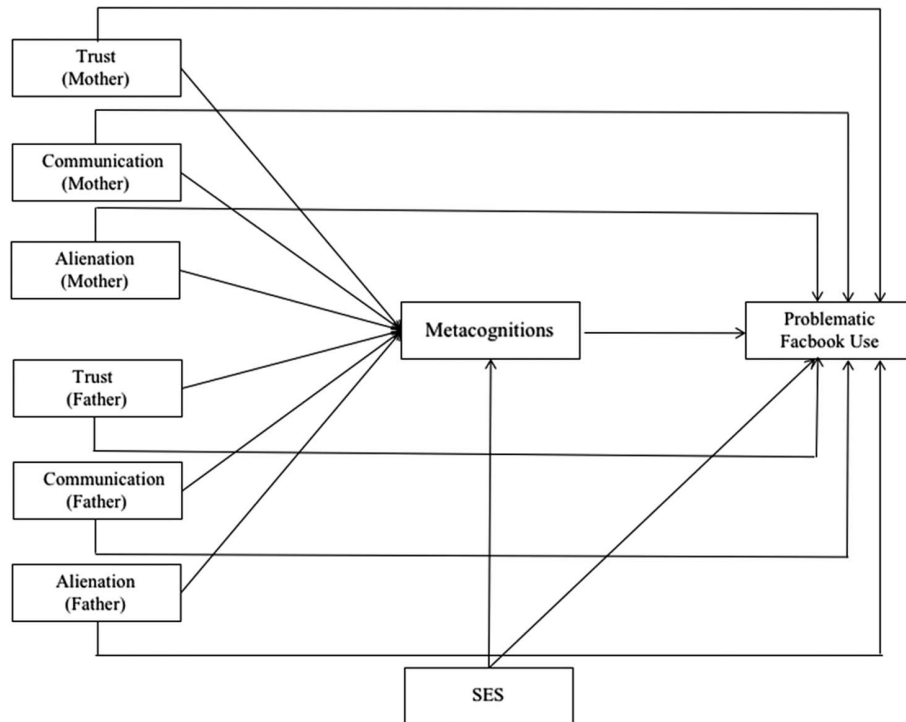 Trust
(Mother)
Communication
(Mother)
Alienation
(Mother)
Metacognitions
Problematic
Facbook Use
Trust
(Father)
Communication
(Father)
Alienation
(Father)
SES